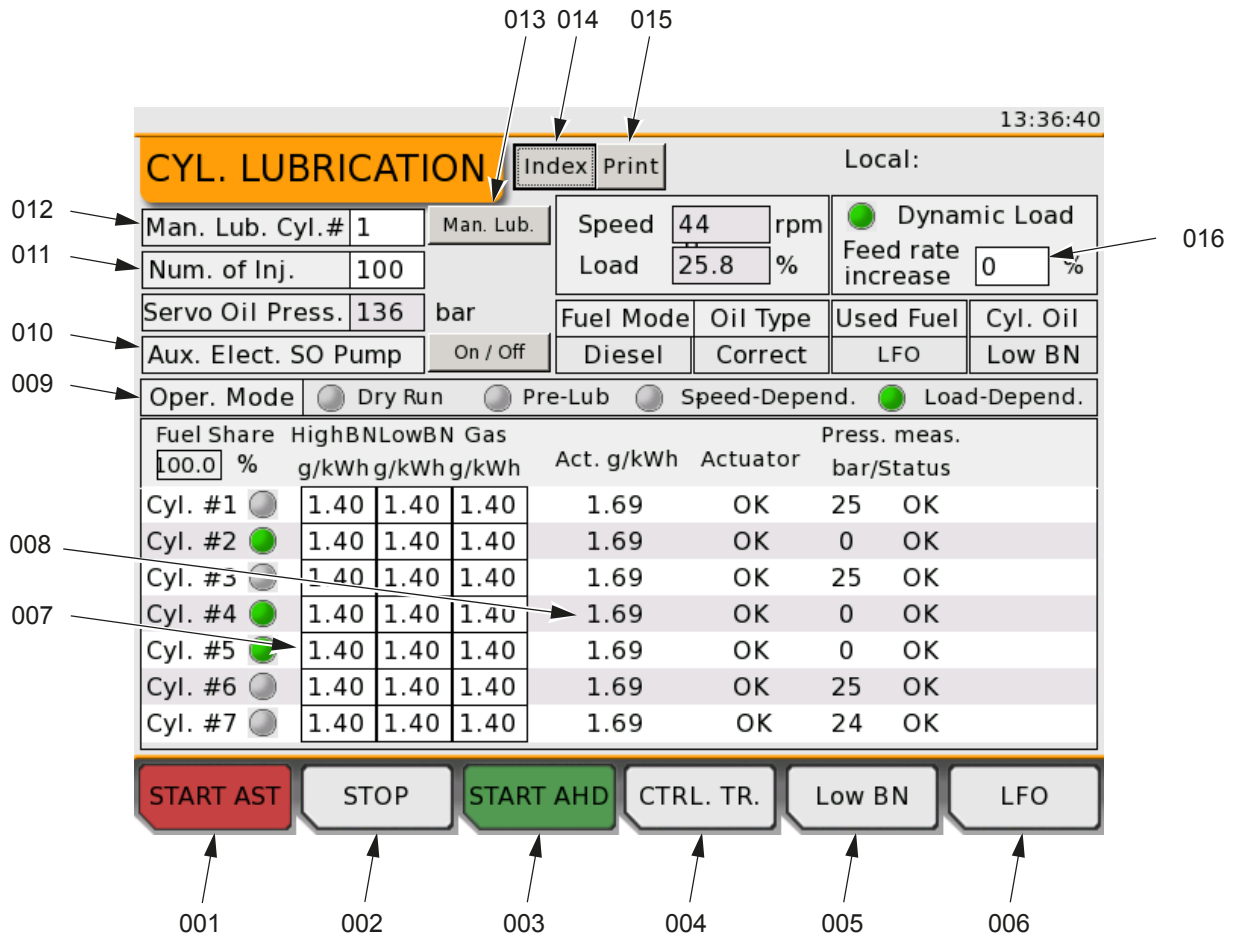 013 014 015
13:36:40
CYL. LUBRICATION Index Print Local:
012 Man. Lub. Cyl.# 1 Man. Lub. Speed 44 rpm Dynamic Load
011 Num. of Inj. 100 Load 25.8 % Feed rate increase 0 % 016
Servo Oil Press. 136 bar Fuel Mode Oil Type Used Fuel Cyl. Oil
010 Aux. Elect. SO Pump On / Off Diesel Correct LFO Low BN
009 Oper. Mode Dry Run Pre-Lub Speed-Depend. Load-Depend.
Fuel Share HighBN LowBN Gas Press. meas.
100.0 % g/kWh g/kWh g/kWh Act. g/kWh Actuator bar/Status
Cyl. #1 1.40 1.40 1.40 1.69 OK 25 OK
008 Cyl. #2 1.40 1.40 1.40 1.69 OK 0 OK
Cyl. #3 1.40 1.40 1.40 1.69 OK 25 OK
007 Cyl. #4 1.40 1.40 1.40 1.69 OK 0 OK
Cyl. #5 1.40 1.40 1.40 1.69 OK 0 OK
Cyl. #6 1.40 1.40 1.40 1.69 OK 25 OK
Cyl. #7 1.40 1.40 1.40 1.69 OK 24 OK
START AST STOP START AHD CTRL. TR. Low BN LFO
001 002 003 004 005 006